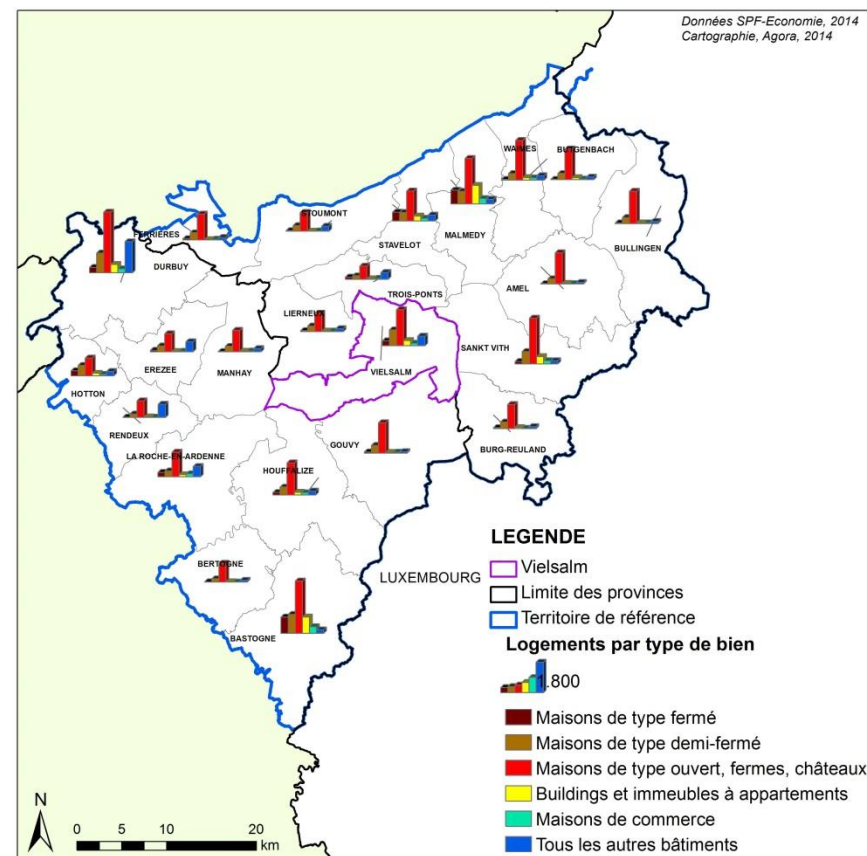 Données SPF-Economie, 2014
Cartographie, Agora, 2014
WAIMES
BUTGENBACH
STOUMONT
FERRIÈRES
STAVELOT
MALMEDY
BULLINGEN
DURBUY
AMEL
TROIS-PONTS
LIERNEUX
SANKT VITH
VIELSALM
EREZEE
MANHAY
HOTTON
RENDEUX
BURG-REULAND
GOUVY
LA ROCHE-EN-ARDENNE
HOUFFALIZE
BERTOGNE
LUXEMBOURG
BASTOGNE
LEGENDE
Vielsalm
Limite des provinces
Territoire de référence
Logements par type de bien
1.800
Maisons de type fermé
Maisons de type demi-fermé
Maisons de type ouvert, fermes, châteaux
Buildings et immeubles à appartements
Maisons de commerce
Tous les autres bâtiments
N
0 5 10 20
km